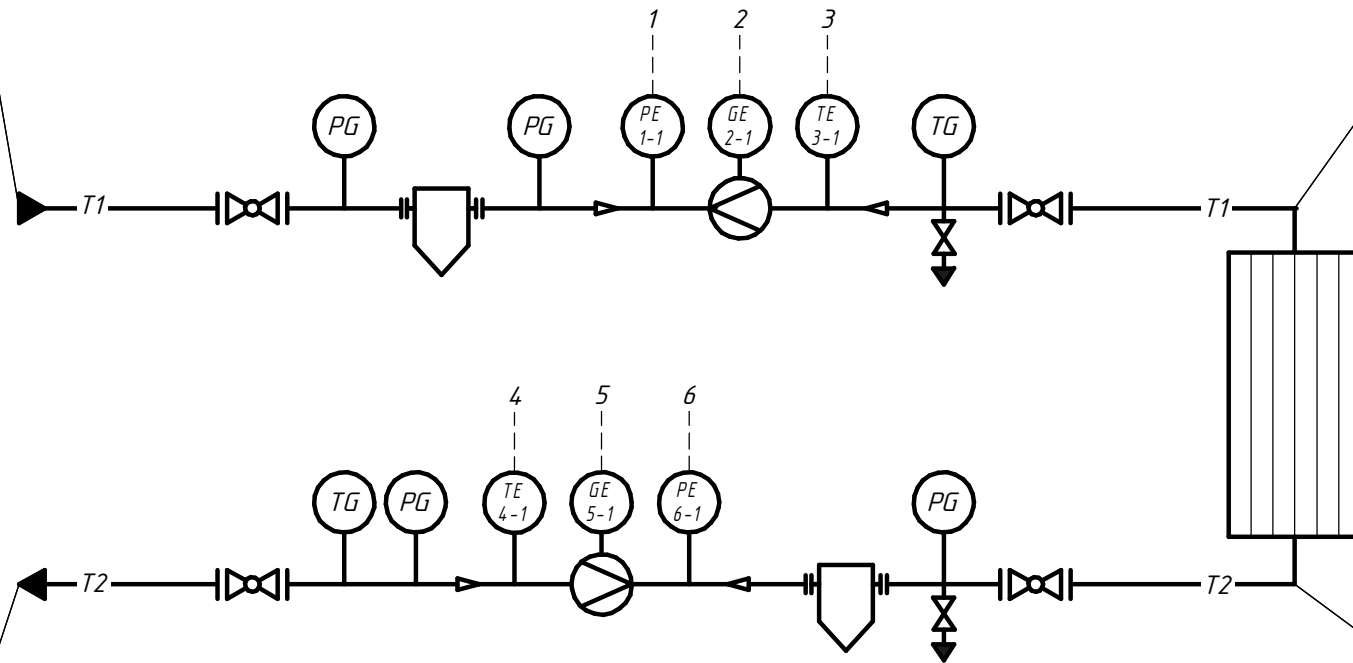 1 2 3
PG PG PE GE TE TG
1-1 2-1 3-1
T1 T1
4 5 6
TG PG TE GE PE PG
4-1 5-1 6-1
T2 T2